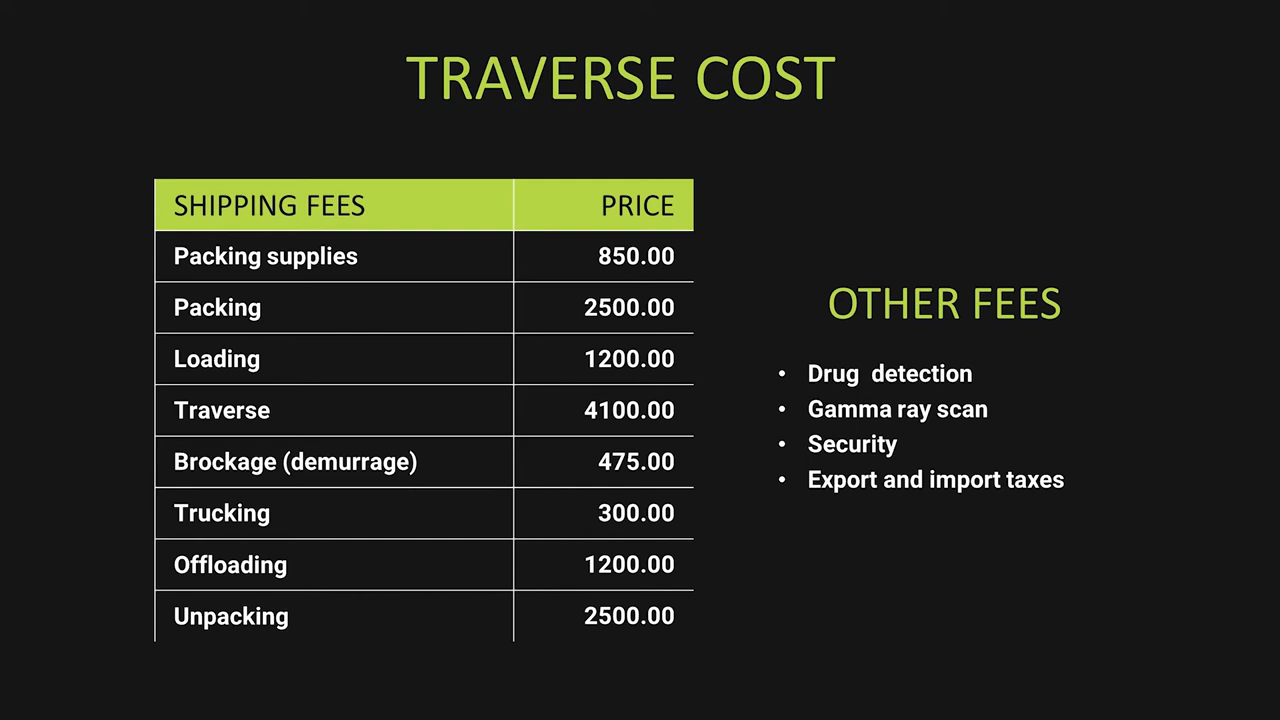 TRAVERSE COST
SHIPPING FEES PRICE
Packing supplies 850.00
Packing 2500.00
Loading 1200.00
Traverse 4100.00
Brockage (demurrage) 475.00
Trucking 300.00
Offloading 1200.00
Unpacking 2500.00
OTHER FEES
• Drug detection
• Gamma ray scan
• Security
• Export and import taxes